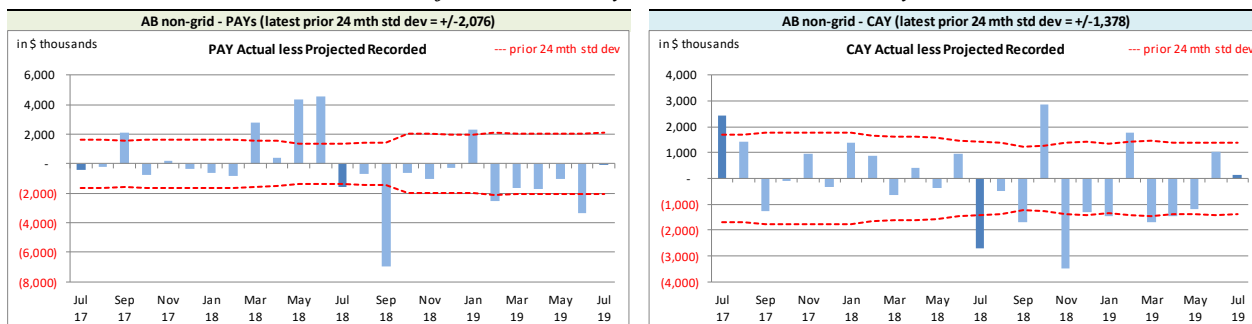 AB non-grid - PAYs (latest prior 24 mth std dev = +/-2,076)
in $ thousands
PAY Actual less Projected Recorded
--- prior 24 mth std dev
6,000
4,000
2,000
-
(2,000)
(4,000)
(6,000)
(8,000)
Jul Sep Nov Jan Mar May Jul Sep Nov Jan Mar May Jul
17 17 17 18 18 18 18 18 18 19 19 19 19
AB non-grid - CAY (latest prior 24 mth std dev = +/-1,378)
in $ thousands
CAY Actual less Projected Recorded
--- prior 24 mth std dev
4,000
3,000
2,000
1,000
-
(1,000)
(2,000)
(3,000)
(4,000)
Jul Sep Nov Jan Mar May Jul Sep Nov Jan Mar May Jul
17 17 17 18 18 18 18 18 18 19 19 19 19